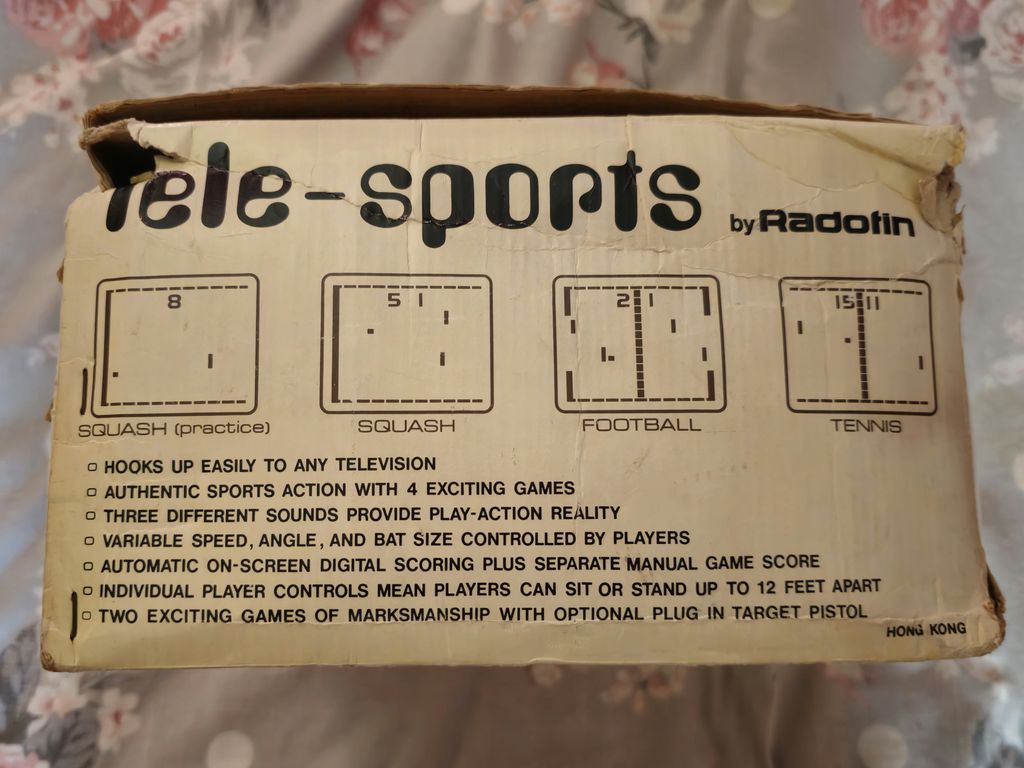 Tele-sports by Radofin
8
5 1
2 1
15 11
SQUASH (practice)
SQUASH
FOOTBALL
TENNIS
HOOKS UP EASILY TO ANY TELEVISION
AUTHENTIC SPORTS ACTION WITH 4 EXCITING GAMES
THREE DIFFERENT SOUNDS PROVIDE PLAY-ACTION REALITY
VARIABLE SPEED, ANGLE, AND BAT SIZE CONTROLLED BY PLAYERS
AUTOMATIC ON-SCREEN DIGITAL SCORING PLUS SEPARATE MANUAL GAME SCORE
INDIVIDUAL PLAYER CONTROLS MEAN PLAYERS CAN SIT OR STAND UP TO 12 FEET APART
TWO EXCITING GAMES OF MARKSMANSHIP WITH OPTIONAL PLUG IN TARGET PISTOL
HONG KONG